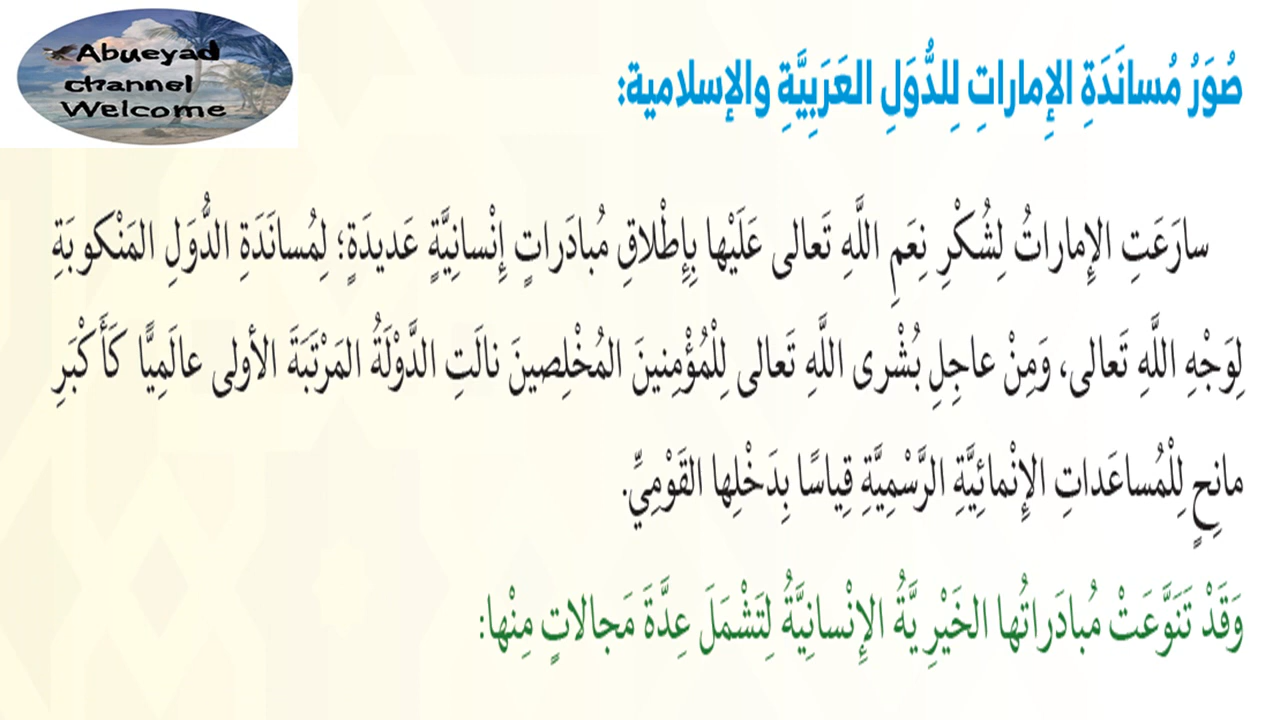 Abueyad
channel
Welcome
صُوَرُ مُسانَدَةِ الإِماراتِ لِلدُّوَلِ العَرَبِيَّةِ والإسلامية:
سارَعَتِ الإِماراتُ لِشُكْرِ نِعَمِ اللَّهِ تَعالى عَلَيْها بِإِطْلاقِ مُبادَراتٍ إِنْسانِيَّةٍ عَديدَةٍ؛ لِمُسانَدَةِ الدُّوَلِ المَنْكوبَةِ
لِوَجْهِ اللَّهِ تَعالى، وَمِنْ عاجِلِ بُشْرى اللَّهِ تَعالى لِلْمُؤْمِنينَ المُخْلِصينَ نالَتِ الدَّوْلَةُ المَرْتَبَةَ الأولى عالَمِيًّا كَأَكْبَرِ
مانِحٍ لِلْمُساعَداتِ الإِنْمائِيَّةِ الرَّسْمِيَّةِ قِياسًا بِدَخْلِها القَوْمِيِّ.
وَقَدْ تَنَوَّعَتْ مُبادَراتُها الخَيْرِيَّةُ الإِنْسانِيَّةُ لِتَشْمَلَ عِدَّةَ مَجالاتٍ مِنْها: